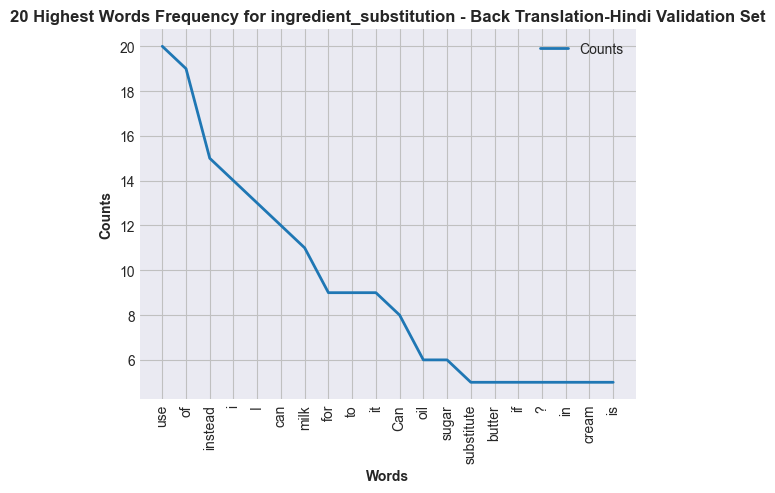 20 Highest Words Frequency for ingredient_substitution - Back Translation-Hindi Validation Set
Counts
Counts
20
18
16
14
12
10
8
6
use
of
instead
i
I
can
milk
for
to
it
Can
oil
sugar
substitute
butter
if
?
in
cream
is
Words